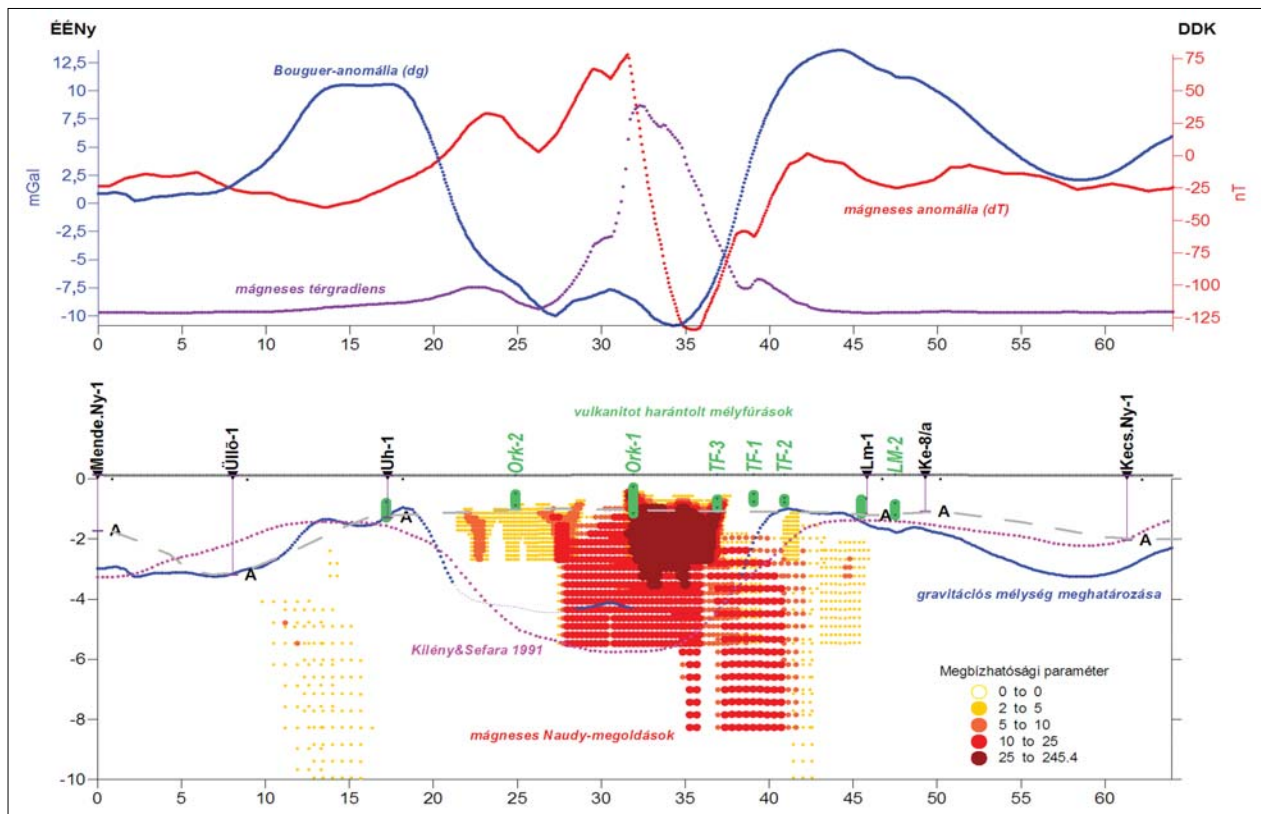 ÉÉNy
DDK
12,5
10
7,5
5
2,5
0
-2,5
-5
-7,5
-10
mGal
75
50
25
0
-25
-50
-75
-100
-125
nT
Bouguer-anomália (dg)
mágneses anomália (dT)
mágneses térgradiens
0 5 10 15 20 25 30 35 40 45 50 55 60
vulkanitot harántolt mélyfúrások
Mende.Ny-1
Üllő-1
Uh-1
Ork-2
Ork-1
TF-3
TF-1
TF-2
Lm-1
LM-2
Ke-8/a
Kecs.Ny-1
0
-2
-4
-6
-8
-10
A
A
A
A
A
A
gravitációs mélység meghatározása
Kilény&Sefara 1991
mágneses Naudy-megoldások
Megbízhatósági paraméter
0 to 0
2 to 5
5 to 10
10 to 25
25 to 245.4
0 5 10 15 20 25 30 35 40 45 50 55 60